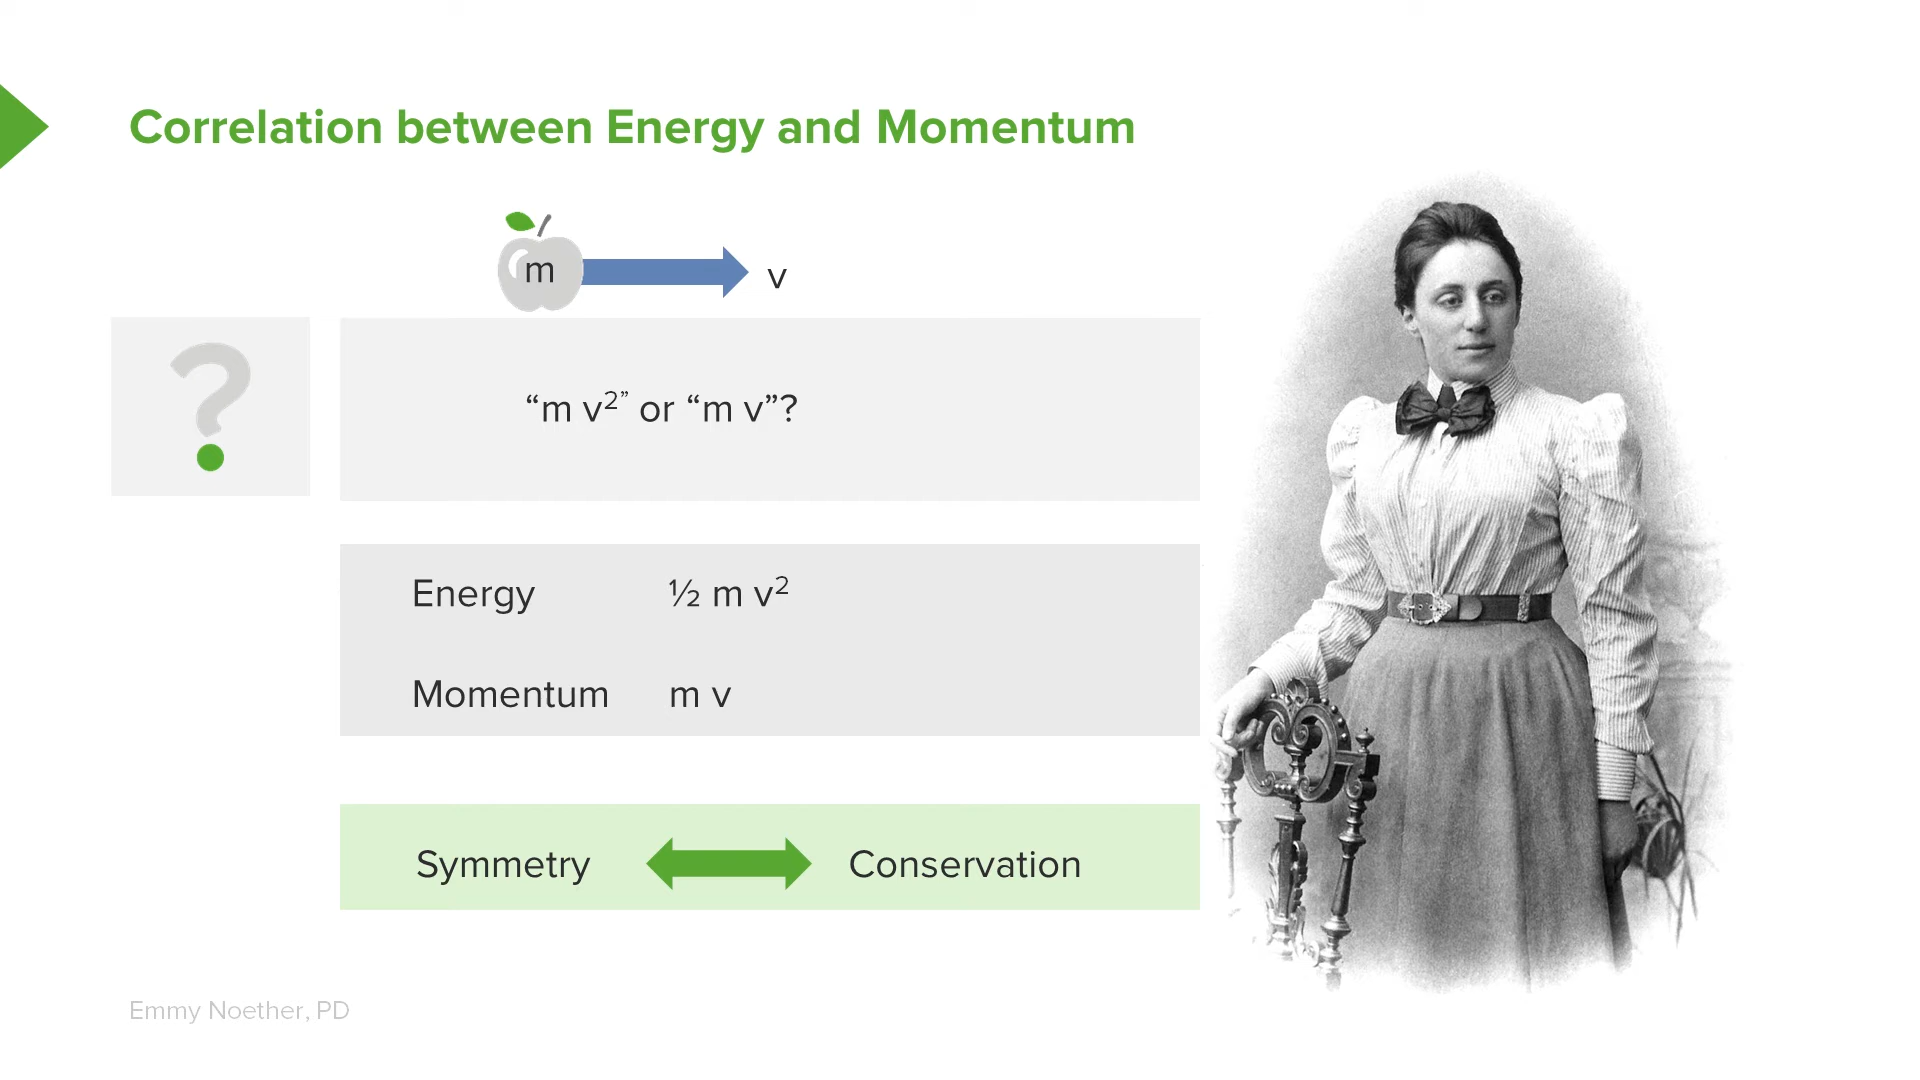 Correlation between Energy and Momentum
m
v
“m v²” or “m v”?
Energy ½ m v²
Momentum m v
Symmetry Conservation
Emmy Noether, PD